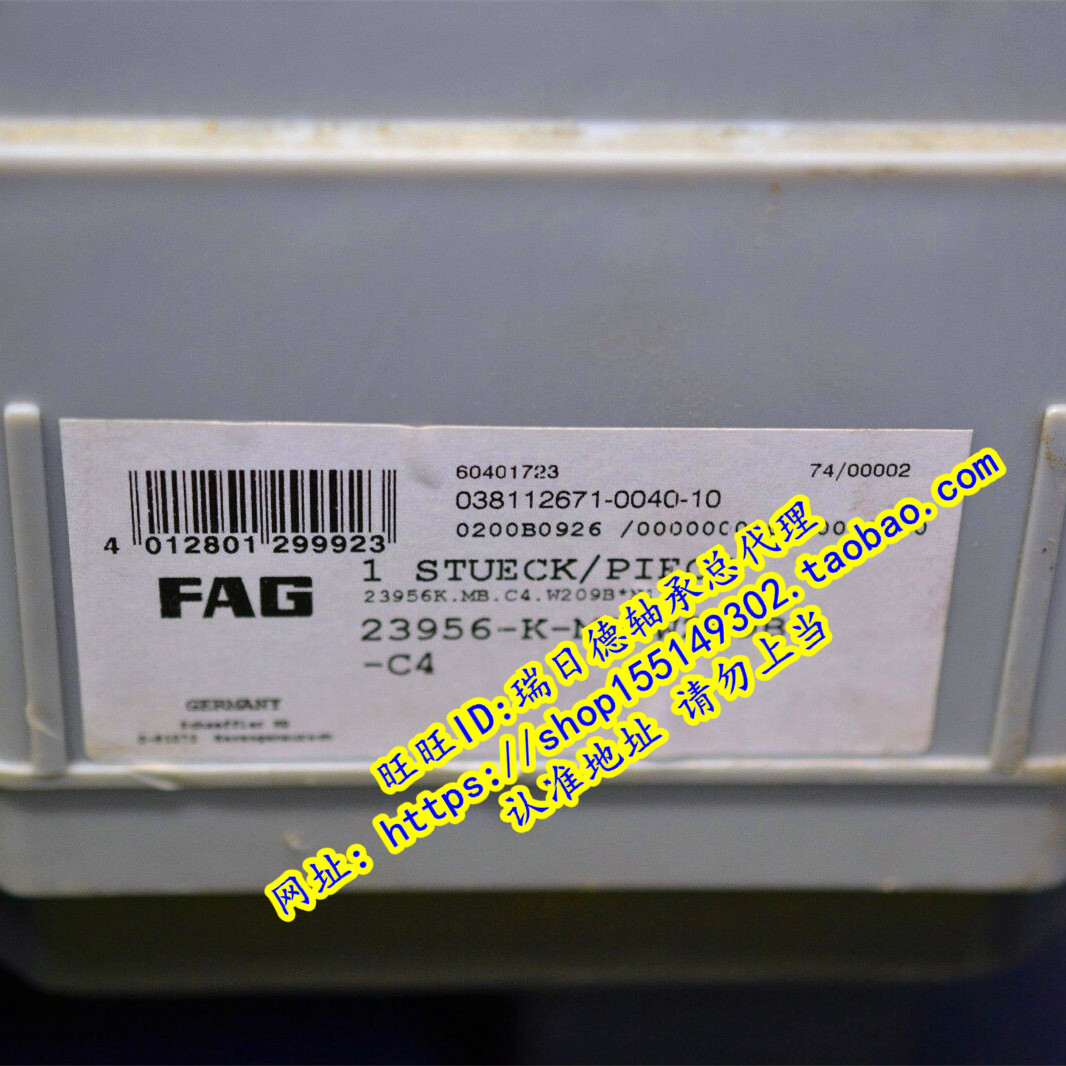 60401723 74/00002
038112671-0040-10
0200B0926
4 012801 299923
1 STUECK/
FAG
23956K.MB.C4.W209B*
23956-K-
-C4
GERMANY
Schaeffler
旺旺ID:瑞日德轴承总代理
网址: https://shop155149302.taobao.com
认准地址 请勿上当